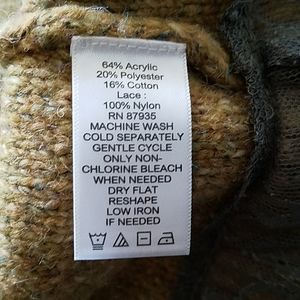 64% Acrylic
20% Polyester
16% Cotton
Lace :
100% Nylon
RN 87935
MACHINE WASH
COLD SEPARATELY
GENTLE CYCLE
ONLY NON-
CHLORINE BLEACH
WHEN NEEDED
DRY FLAT
RESHAPE
LOW IRON
IF NEEDED